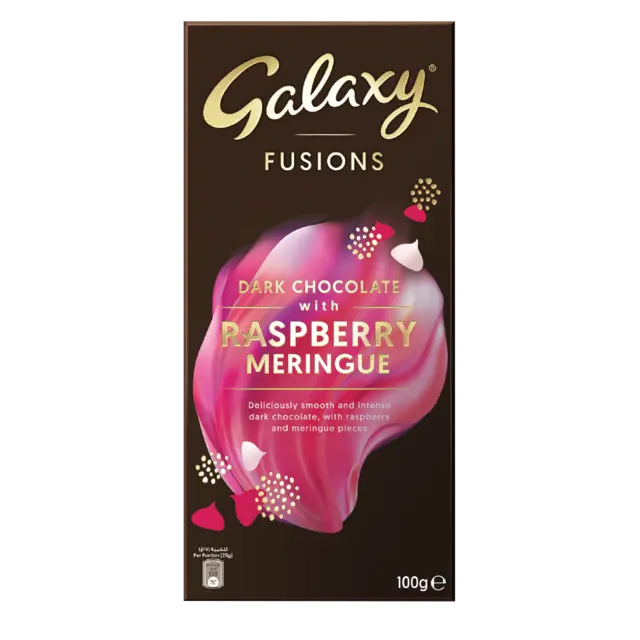 Galaxy®
FUSIONS
DARK CHOCOLATE
with
RASPBERRY
MERINGUE
Deliciously smooth and intense
dark chocolate, with raspberry
and meringue pieces
Per Portion (25g)
100g ℮